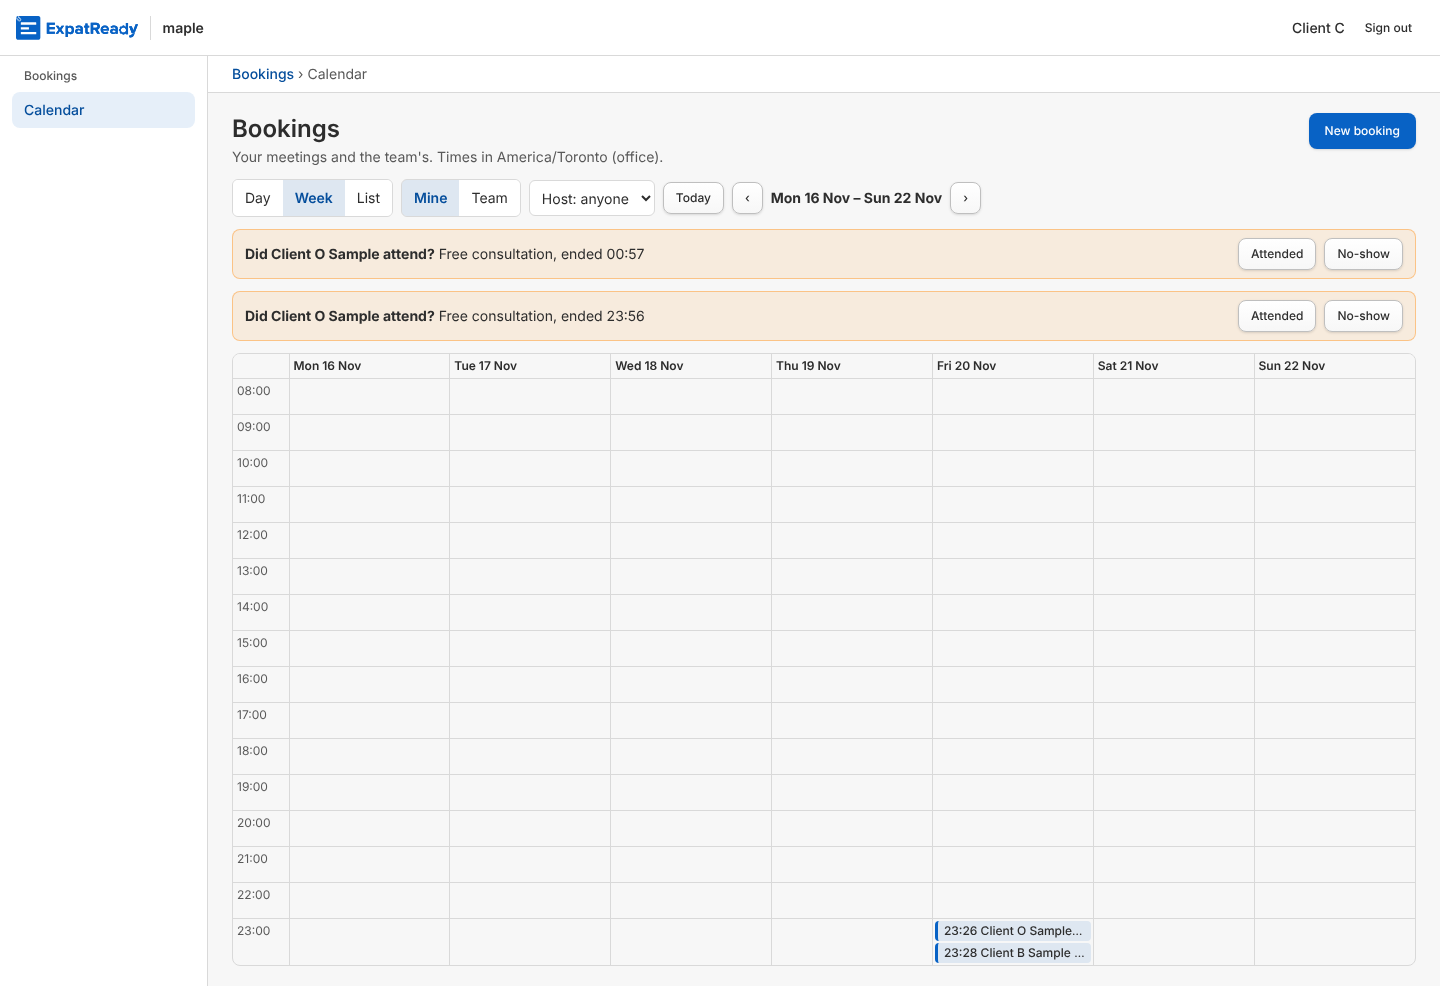 ExpatReady
maple
Client C
Sign out
Bookings
Calendar
Bookings › Calendar
Bookings
New booking
Your meetings and the team's. Times in America/Toronto (office).
Day
Week
List
Mine
Team
Host: anyone
Today
‹
Mon 16 Nov – Sun 22 Nov
›
Did Client O Sample attend? Free consultation, ended 00:57
Attended
No-show
Did Client O Sample attend? Free consultation, ended 23:56
Attended
No-show
Mon 16 Nov
Tue 17 Nov
Wed 18 Nov
Thu 19 Nov
Fri 20 Nov
Sat 21 Nov
Sun 22 Nov
08:00
09:00
10:00
11:00
12:00
13:00
14:00
15:00
16:00
17:00
18:00
19:00
20:00
21:00
22:00
23:00
23:26 Client O Sample...
23:28 Client B Sample ...